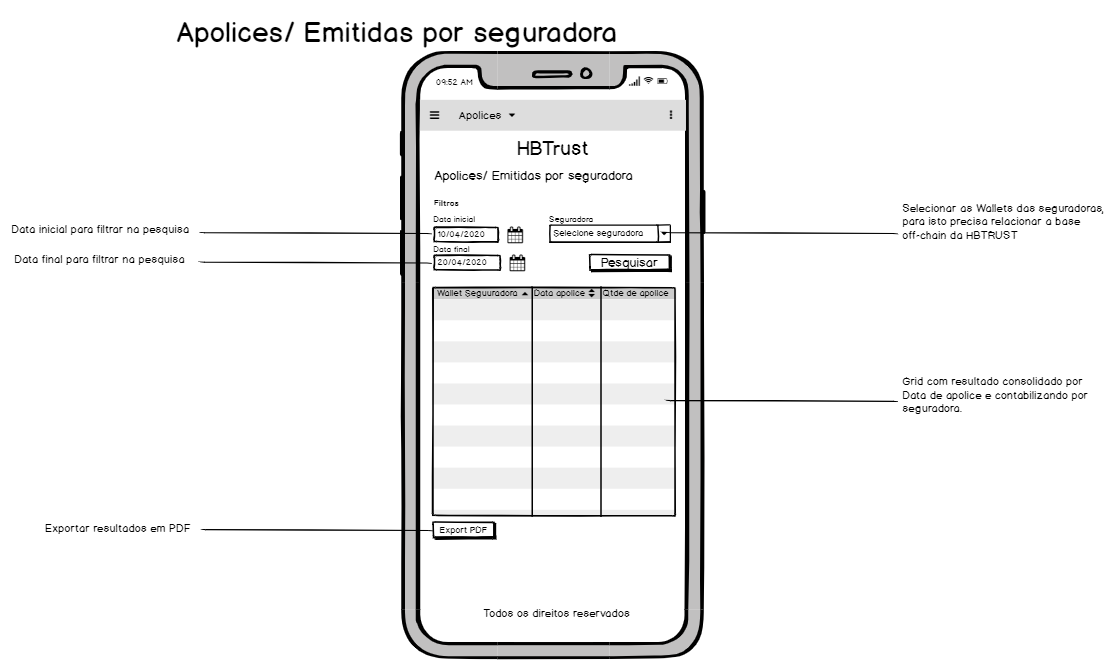 Apolices/ Emitidas por seguradora
09:52 AM
Apolices
HBTrust
Apolices/ Emitidas por seguradora
Filtros
Data inicial
Seguradora
Data inicial para filtrar na pesquisa
10/04/2020
Selecione seguradora
Selecionar as Wallets das seguradoras,
para isto precisa relacionar a base
off-chain da HBTRUST
Data final
Data final para filtrar na pesquisa
20/04/2020
Pesquisar
Wallet Seguuradora
Data apolice
Qtde de apolice
Grid com resultado consolidado por
Data de apolice e contabilizando por
seguradora.
Exportar resultados em PDF
Export PDF
Todos os direitos reservados